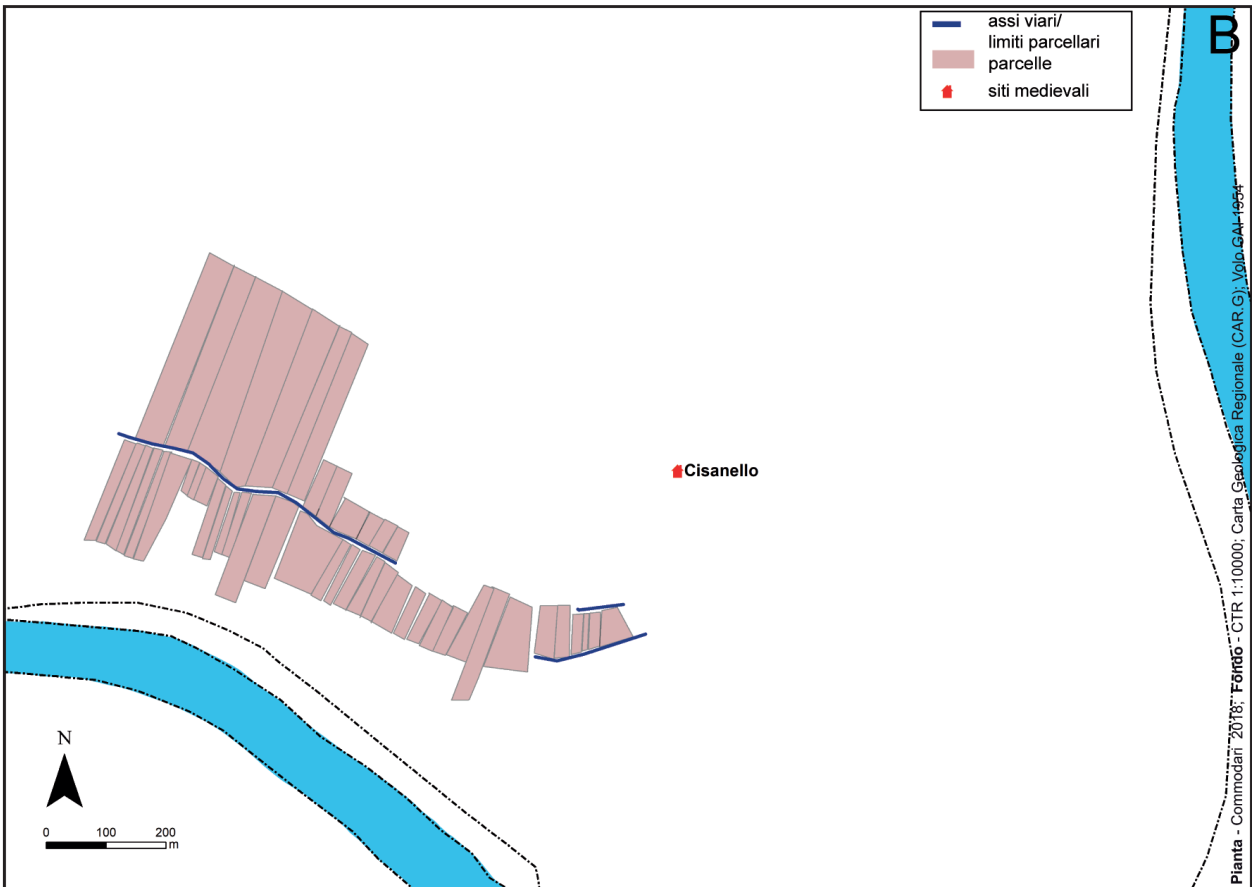 assi viari/
limiti parcellari
parcelle
siti medievali
B
Cisanello
N
0 100 200
m
Pianta - Commodari 2018; Fondo - CTR 1:10000; Carta Geologica Regionale (CAR.G); Volo GAI 1954